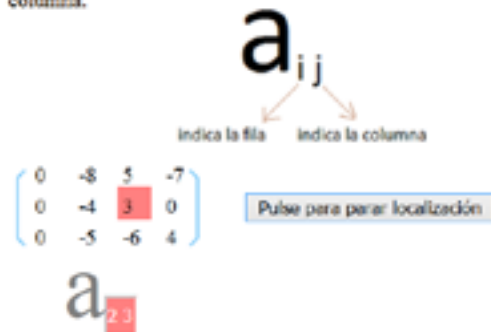 columna.
a i j
indica la fila indica la columna
0 -8 5 -7
0 -4 3 0
0 -5 -6 4
Pulse para parar localización
a 2 3